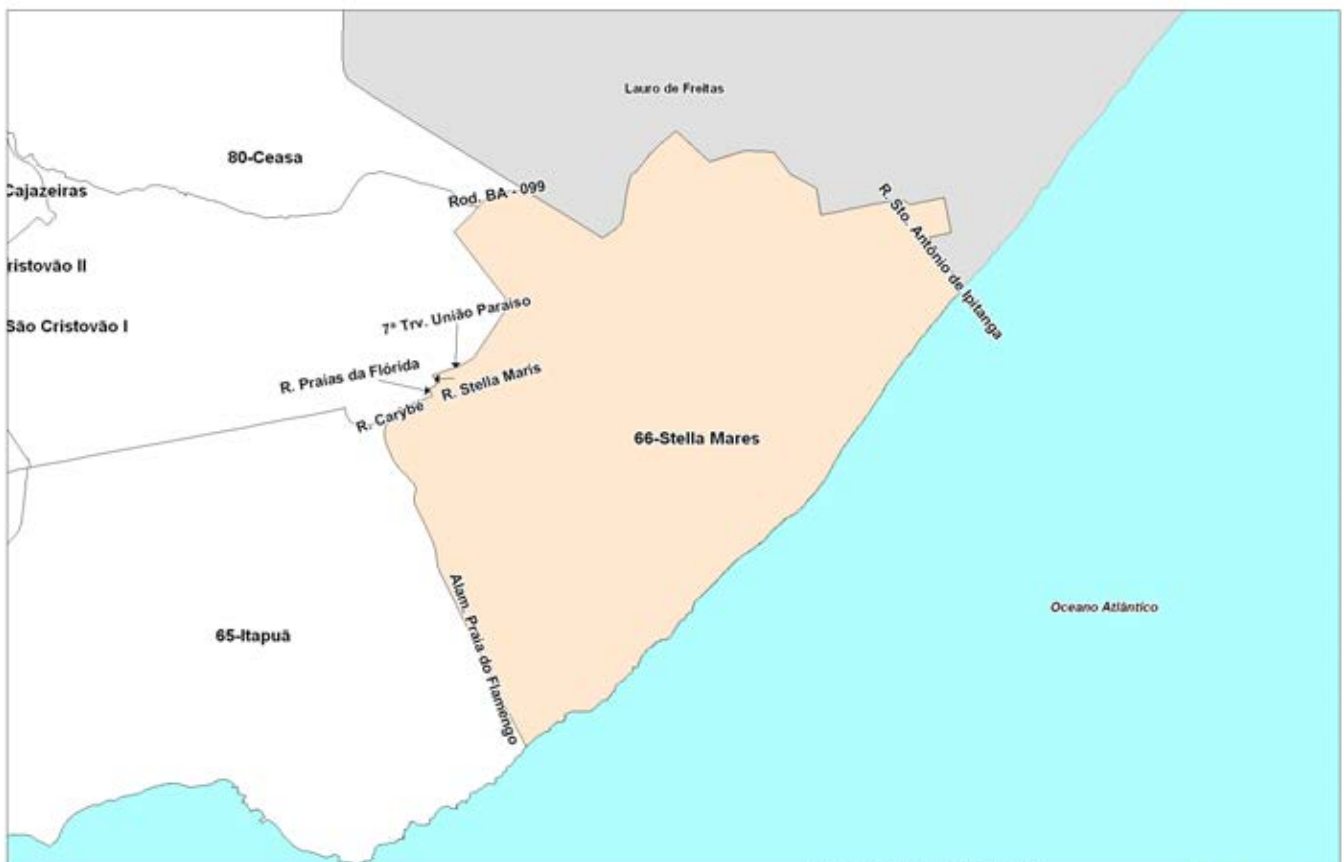 Lauro de Freitas
80-Ceasa
Cajazeiras
Rod. BA - 099
R. Sto. Antônio de Ipitanga
ristovão II
7ª Trv. União Paraiso
São Cristovão I
R. Praias da Flórida
R. Stella Maris
R. Carybé
66-Stella Mares
Oceano Atlântico
65-Itapuã
Alam. Praia do Flamengo